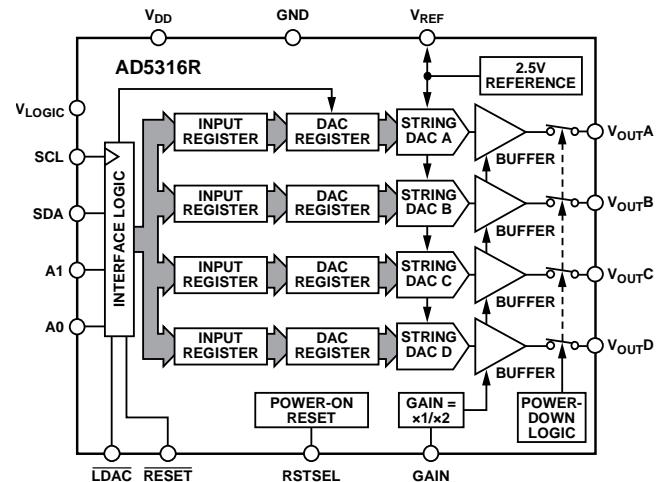 VDD
GND
VREF
AD5316R
2.5V
REFERENCE
VLOGIC
SCL
SDA
A1
A0
INTERFACE LOGIC
INPUT
REGISTER
DAC
REGISTER
STRING
DAC A
BUFFER
VOUTA
INPUT
REGISTER
DAC
REGISTER
STRING
DAC B
BUFFER
VOUTB
INPUT
REGISTER
DAC
REGISTER
STRING
DAC C
BUFFER
VOUTC
INPUT
REGISTER
DAC
REGISTER
STRING
DAC D
BUFFER
VOUTD
POWER-ON
RESET
GAIN =
×1/×2
POWER-
DOWN
LOGIC
LDAC
RESET
RSTSEL
GAIN